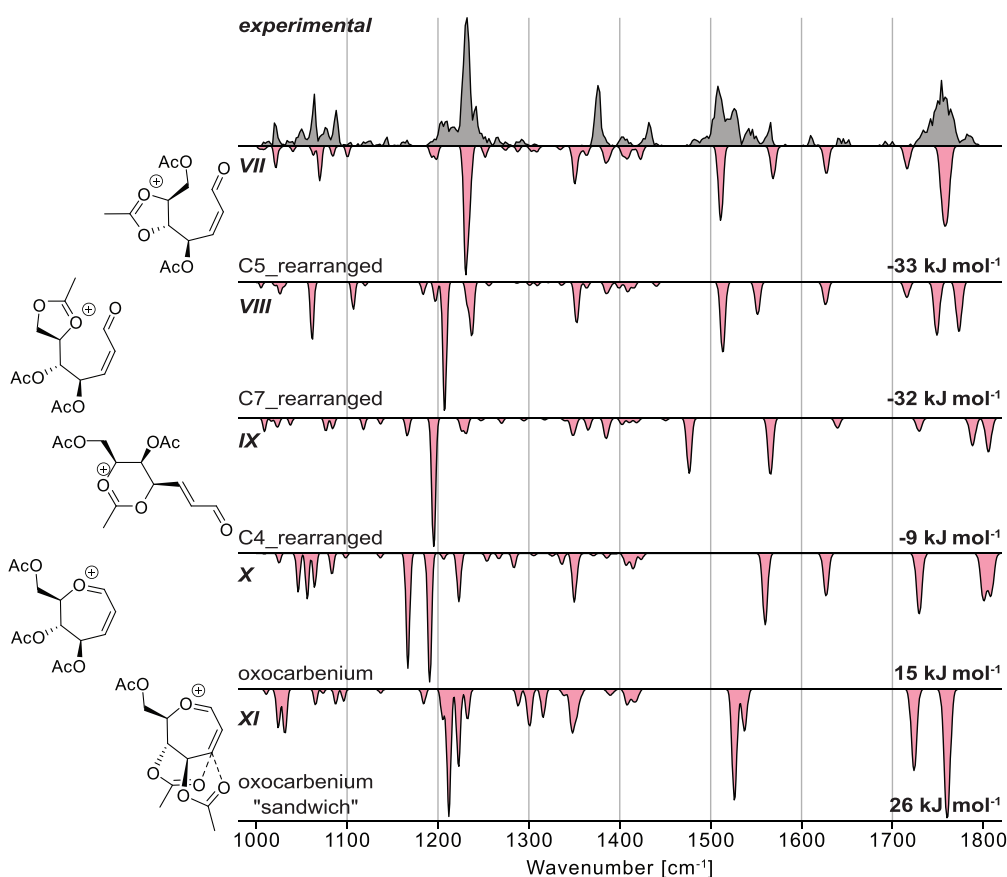 experimental
AcO
O
⊕
O
O
AcO
VII
C5_rearranged
-33 kJ mol⁻¹
O
⊕
O
O
AcO
AcO
VIII
C7_rearranged
-32 kJ mol⁻¹
AcO
OAc
⊕
O
O
O
IX
C4_rearranged
-9 kJ mol⁻¹
AcO
⊕
O
AcO
AcO
X
oxocarbenium
15 kJ mol⁻¹
AcO
⊕
O
O
O
O
O
XI
oxocarbenium
"sandwich"
26 kJ mol⁻¹
1000 1100 1200 1300 1400 1500 1600 1700 1800
Wavenumber [cm⁻¹]